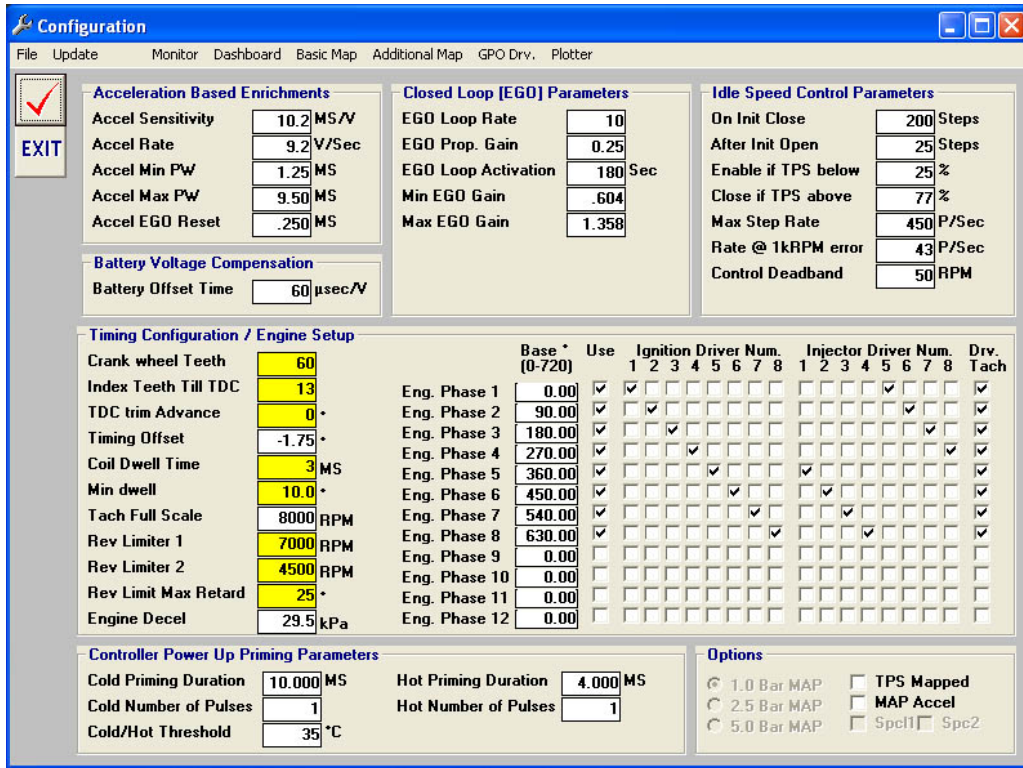 Configuration
File Update Monitor Dashboard Basic Map Additional Map GPO Drv. Plotter
EXIT
Acceleration Based Enrichments
Accel Sensitivity 10.2 MS/V
Accel Rate 9.2 V/Sec
Accel Min PW 1.25 MS
Accel Max PW 9.50 MS
Accel EGO Reset .250 MS
Battery Voltage Compensation
Battery Offset Time 60 µsec/V
Closed Loop [EGO] Parameters
EGO Loop Rate 10
EGO Prop. Gain 0.25
EGO Loop Activation 180 Sec
Min EGO Gain .604
Max EGO Gain 1.358
Idle Speed Control Parameters
On Init Close 200 Steps
After Init Open 25 Steps
Enable if TPS below 25 %
Close if TPS above 77 %
Max Step Rate 450 P/Sec
Rate @ 1kRPM error 43 P/Sec
Control Deadband 50 RPM
Timing Configuration / Engine Setup
Crank wheel Teeth 60
Index Teeth Till TDC 13
TDC trim Advance 0 °
Timing Offset -1.75 °
Coil Dwell Time 3 MS
Min dwell 10.0 °
Tach Full Scale 8000 RPM
Rev Limiter 1 7000 RPM
Rev Limiter 2 4500 RPM
Rev Limit Max Retard 25 °
Engine Decel 29.5 kPa
Base ° Use Ignition Driver Num. Injector Driver Num. Drv.
(0-720) 1 2 3 4 5 6 7 8 1 2 3 4 5 6 7 8 Tach
Eng. Phase 1 0.00
Eng. Phase 2 90.00
Eng. Phase 3 180.00
Eng. Phase 4 270.00
Eng. Phase 5 360.00
Eng. Phase 6 450.00
Eng. Phase 7 540.00
Eng. Phase 8 630.00
Eng. Phase 9 0.00
Eng. Phase 10 0.00
Eng. Phase 11 0.00
Eng. Phase 12 0.00
Controller Power Up Priming Parameters
Cold Priming Duration 10.000 MS
Cold Number of Pulses 1
Cold/Hot Threshold 35 °C
Hot Priming Duration 4.000 MS
Hot Number of Pulses 1
Options
1.0 Bar MAP TPS Mapped
2.5 Bar MAP MAP Accel
5.0 Bar MAP Spcl1 Spc2